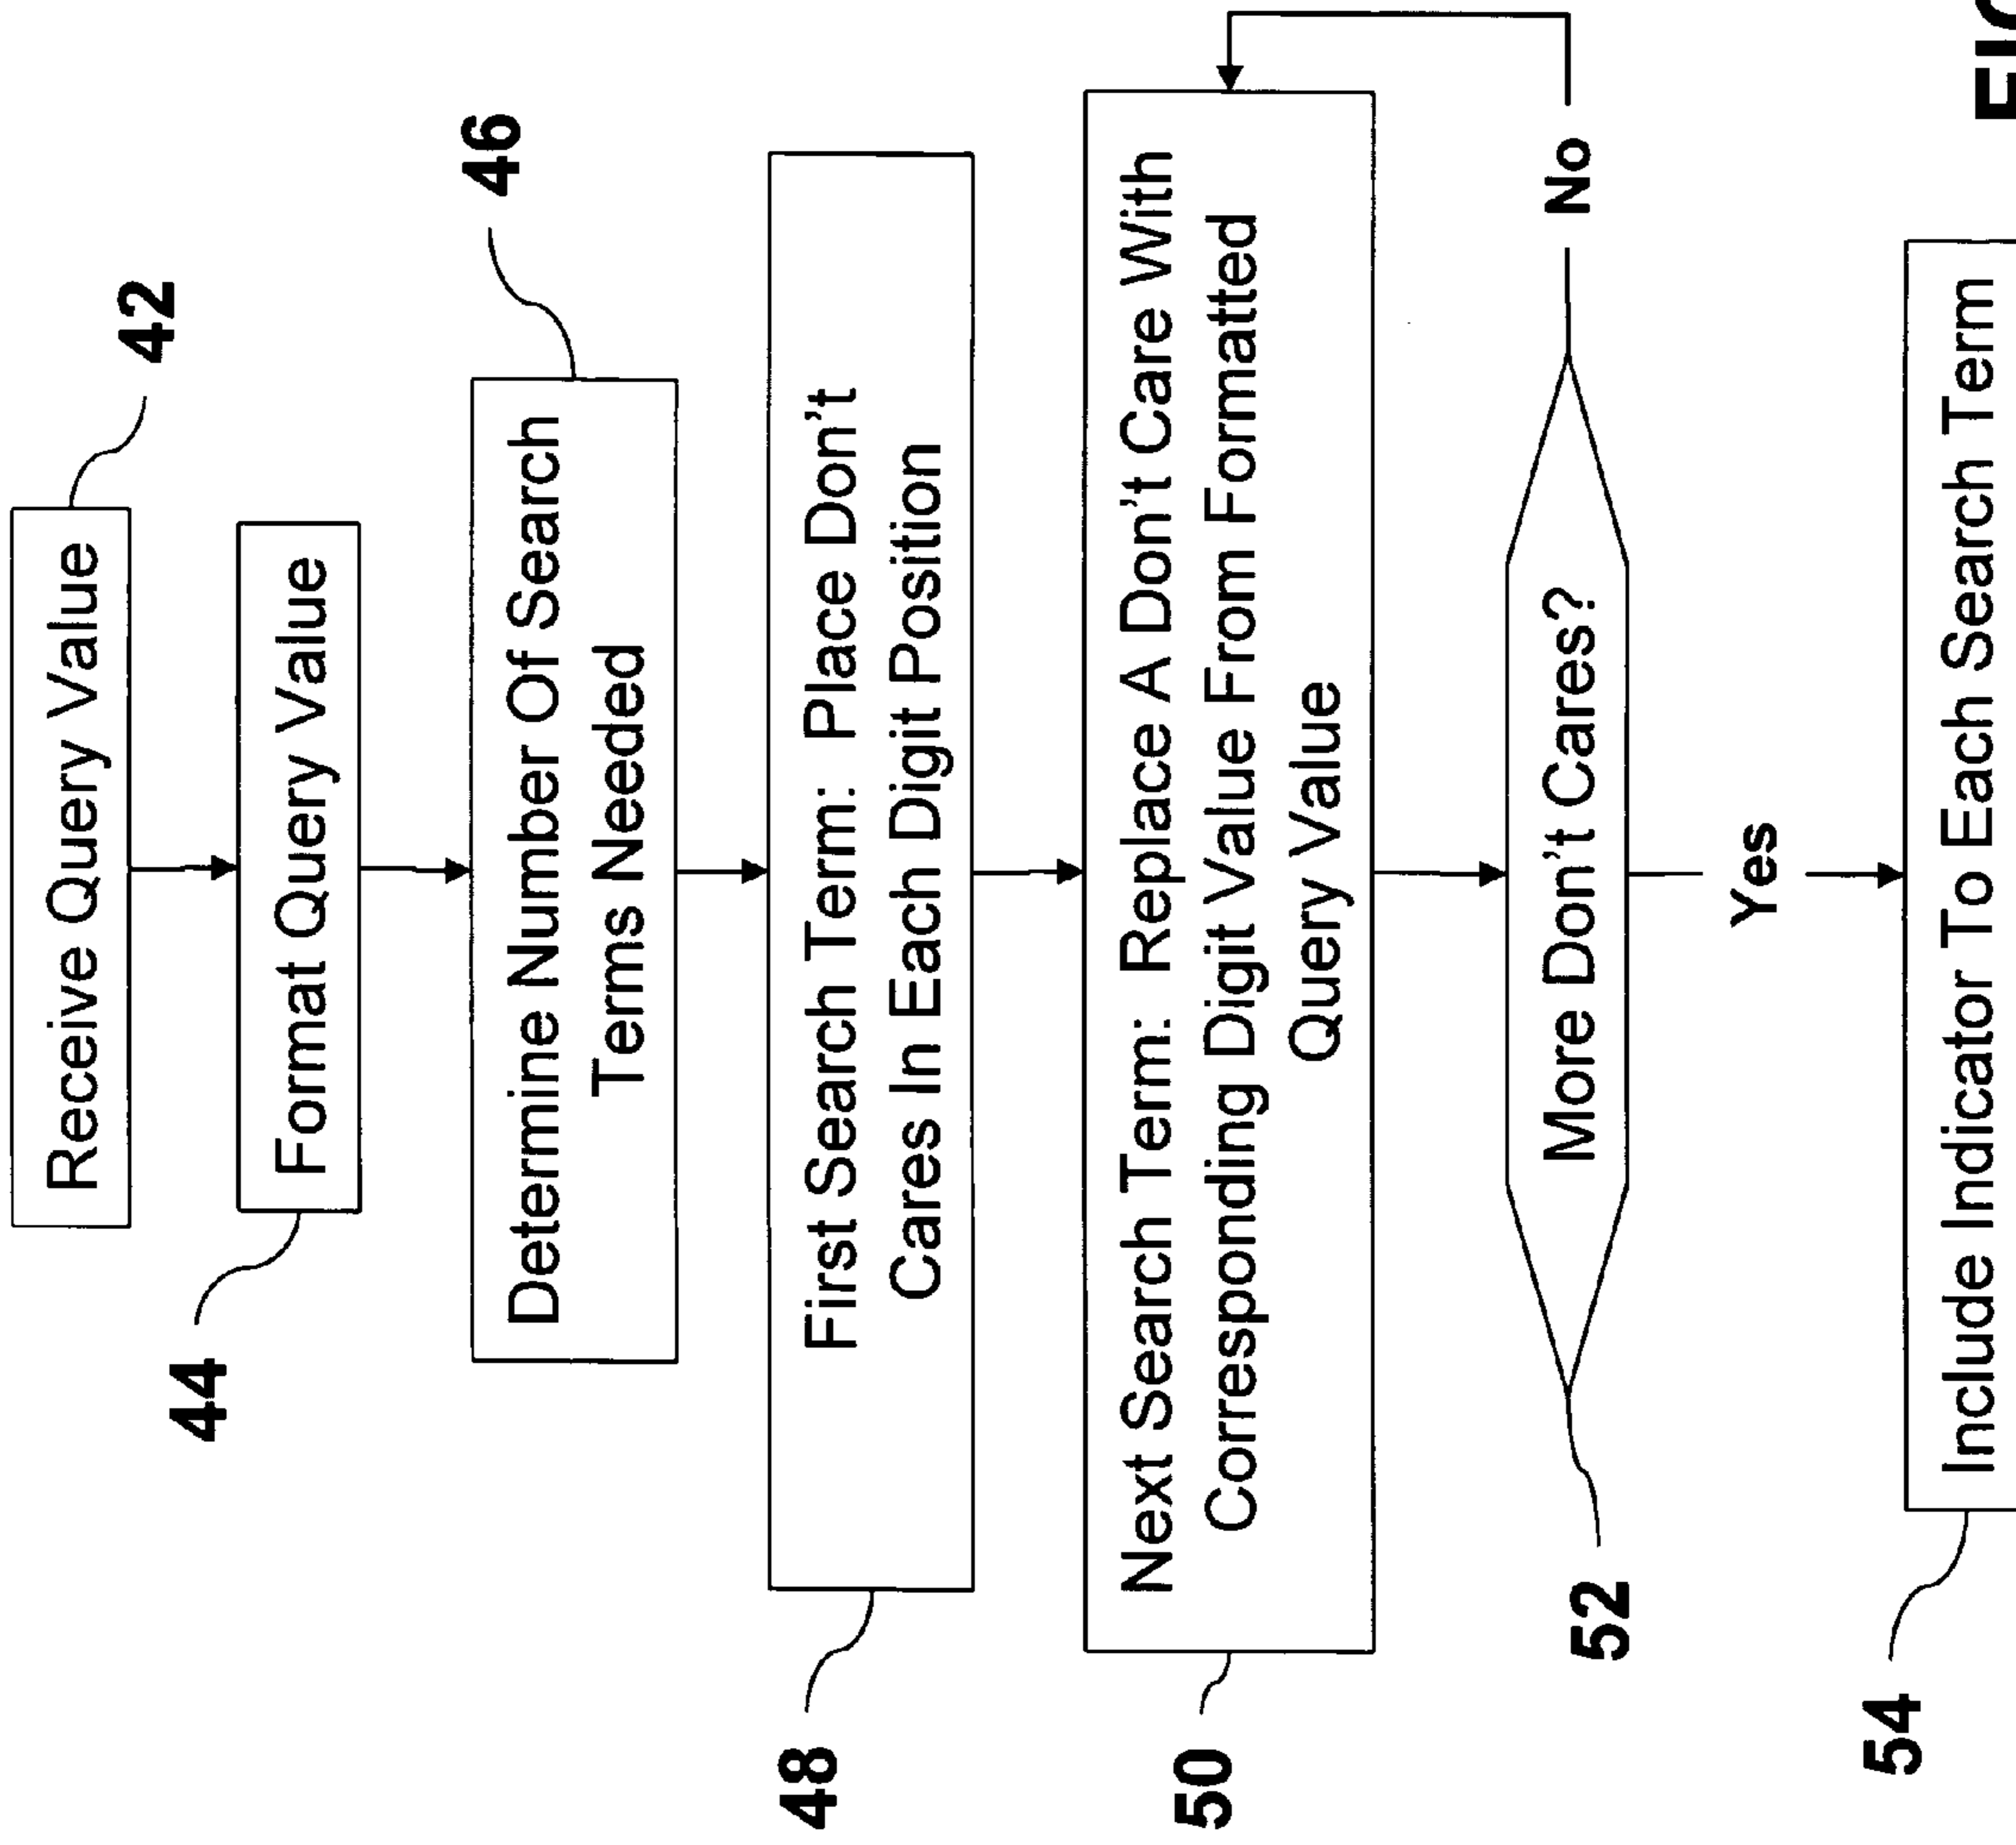 Receive Query Value
42
44
Format Query Value
46
Determine Number Of Search
Terms Needed
48
First Search Term: Place Don't
Cares In Each Digit Position
50
Next Search Term: Replace A Don't Care With
Corresponding Digit Value From Formatted
Query Value
52
More Don't Cares?
No
Yes
54
Include Indicator To Each Search Term